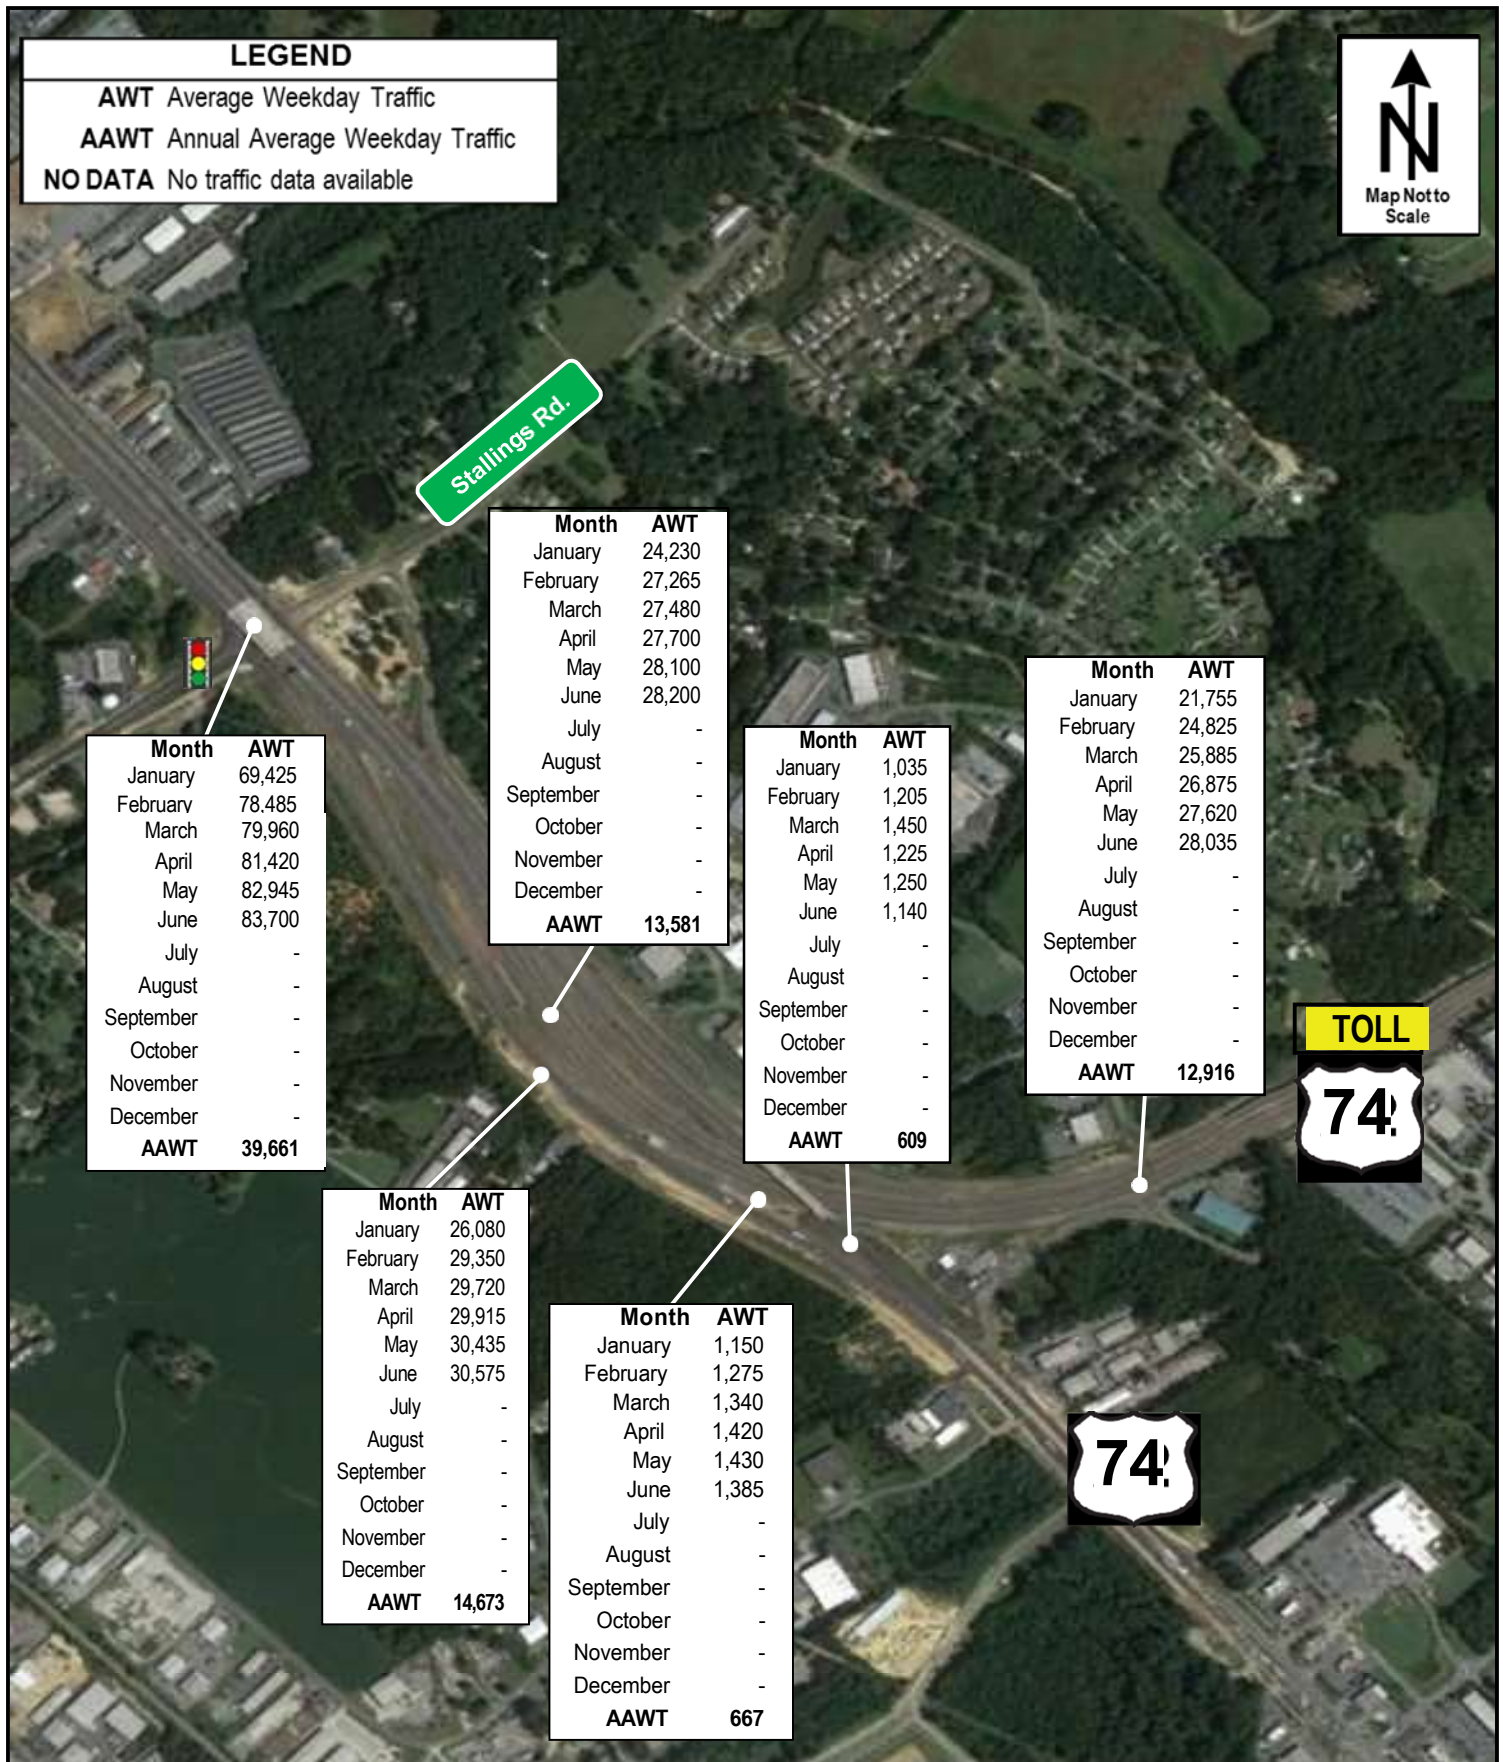 LEGEND
AWT Average Weekday Traffic
AAWT Annual Average Weekday Traffic
NO DATA No traffic data available
N
Map Not to
Scale
Stallings Rd.
Month AWT
January 24,230
February 27,265
March 27,480
April 27,700
May 28,100
June 28,200
July -
August -
September -
October -
November -
December -
AAWT 13,581
Month AWT
January 69,425
February 78,485
March 79,960
April 81,420
May 82,945
June 83,700
July -
August -
September -
October -
November -
December -
AAWT 39,661
Month AWT
January 1,035
February 1,205
March 1,450
April 1,225
May 1,250
June 1,140
July -
August -
September -
October -
November -
December -
AAWT 609
Month AWT
January 21,755
February 24,825
March 25,885
April 26,875
May 27,620
June 28,035
July -
August -
September -
October -
November -
December -
AAWT 12,916
TOLL
74
Month AWT
January 26,080
February 29,350
March 29,720
April 29,915
May 30,435
June 30,575
July -
August -
September -
October -
November -
December -
AAWT 14,673
Month AWT
January 1,150
February 1,275
March 1,340
April 1,420
May 1,430
June 1,385
July -
August -
September -
October -
November -
December -
AAWT 667
74